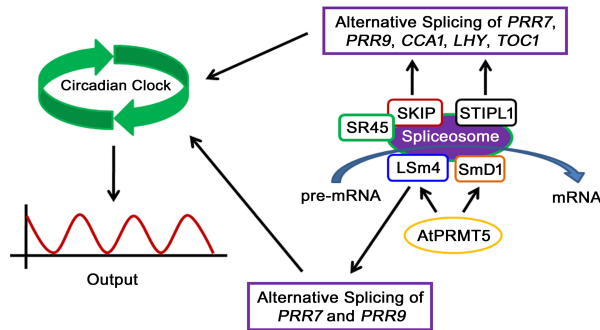 Alternative Splicing of PRR7,
PRR9, CCA1, LHY, TOC1
Circadian Clock
SKIP
STIPL1
SR45
Spliceosome
LSm4
SmD1
pre-mRNA
mRNA
AtPRMT5
Output
Alternative Splicing of
PRR7 and PRR9